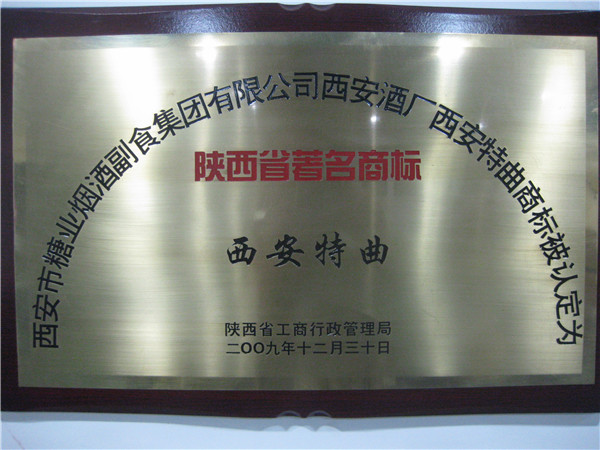 西安市糖业烟酒副食集团有限公司西安酒厂西安特曲商标被认定为
陕西省著名商标
西安特曲
陕西省工商行政管理局
二〇〇九年十二月三十日